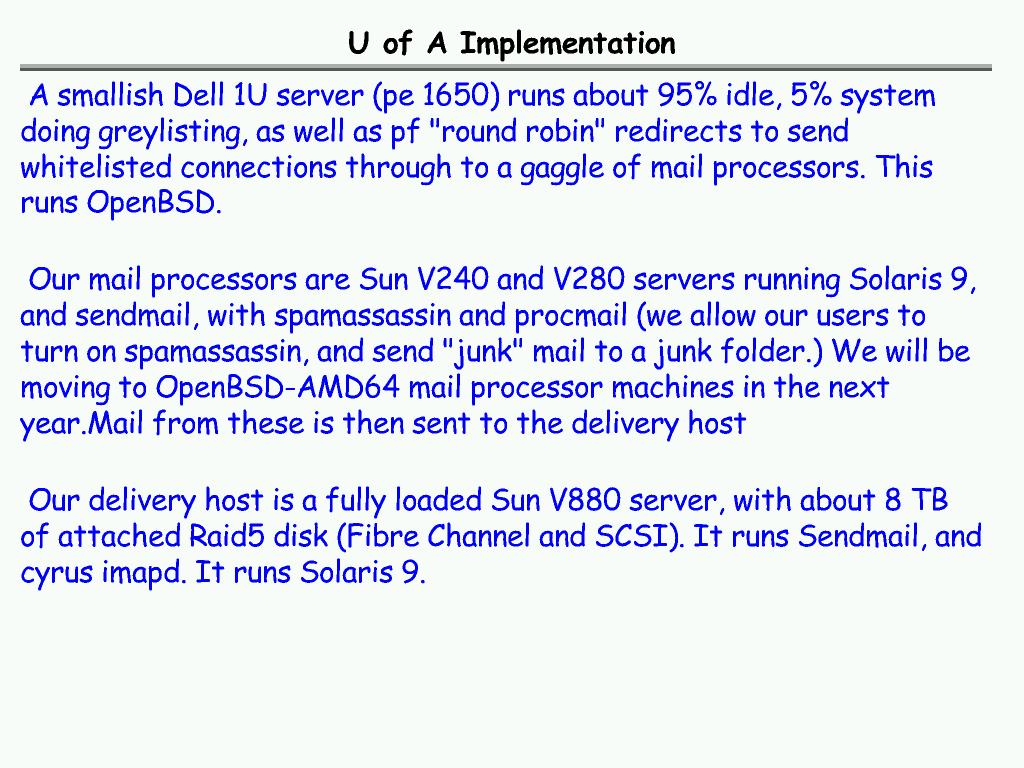 U of A Implementation
A smallish Dell 1U server (pe 1650) runs about 95% idle, 5% system
doing greylisting, as well as pf "round robin" redirects to send
whitelisted connections through to a gaggle of mail processors. This
runs OpenBSD.
Our mail processors are Sun V240 and V280 servers running Solaris 9,
and sendmail, with spamassassin and procmail (we allow our users to
turn on spamassassin, and send "junk" mail to a junk folder.) We will be
moving to OpenBSD-AMD64 mail processor machines in the next
year.Mail from these is then sent to the delivery host
Our delivery host is a fully loaded Sun V880 server, with about 8 TB
of attached Raid5 disk (Fibre Channel and SCSI). It runs Sendmail, and
cyrus imapd. It runs Solaris 9.